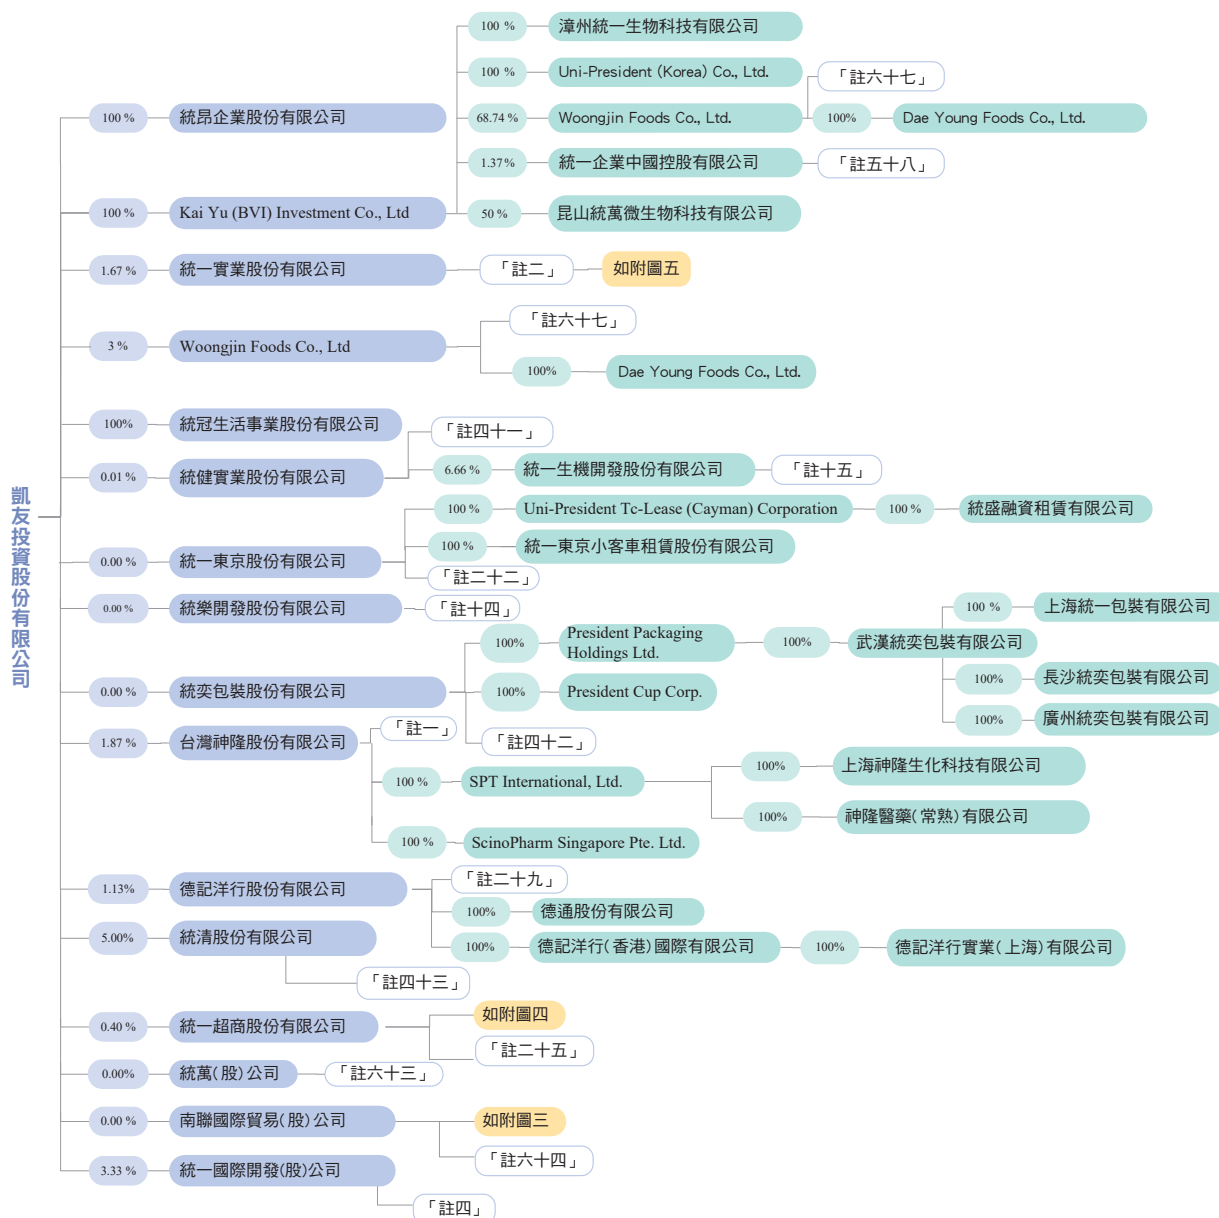 凱友投資股份有限公司
100 %
統昂企業股份有限公司
100 %
Kai Yu (BVI) Investment Co., Ltd
100 %
漳州統一生物科技有限公司
100 %
Uni-President (Korea) Co., Ltd.
68.74 %
Woongjin Foods Co., Ltd.
「註六十七」
100%
Dae Young Foods Co., Ltd.
1.37%
統一企業中國控股有限公司
「註五十八」
50 %
昆山統萬微生物科技有限公司
1.67 %
統一實業股份有限公司
「註二」
如附圖五
3 %
Woongjin Foods Co., Ltd
「註六十七」
100%
Dae Young Foods Co., Ltd.
100%
統冠生活事業股份有限公司
0.01 %
統健實業股份有限公司
「註四十一」
6.66 %
統一生機開發股份有限公司
「註十五」
0.00 %
統一東京股份有限公司
100 %
Uni-President Tc-Lease (Cayman) Corporation
100 %
統盛融資租賃有限公司
100 %
統一東京小客車租賃股份有限公司
「註二十二」
0.00 %
統樂開發股份有限公司
「註十四」
0.00 %
統奕包裝股份有限公司
100%
President Packaging
Holdings Ltd.
100%
武漢統奕包裝有限公司
100 %
上海統一包裝有限公司
100%
長沙統奕包裝有限公司
100%
廣州統奕包裝有限公司
100%
President Cup Corp.
「註四十二」
1.87 %
台灣神隆股份有限公司
「註一」
100 %
SPT International, Ltd.
100%
上海神隆生化科技有限公司
100%
神隆醫藥(常熟)有限公司
100 %
ScinoPharm Singapore Pte. Ltd.
1.13%
德記洋行股份有限公司
「註二十九」
100%
德通股份有限公司
100%
德記洋行(香港)國際有限公司
100%
德記洋行實業(上海)有限公司
5.00%
統清股份有限公司
「註四十三」
0.40 %
統一超商股份有限公司
如附圖四
「註二十五」
0.00%
統萬(股)公司
「註六十三」
0.00 %
南聯國際貿易(股)公司
如附圖三
「註六十四」
3.33 %
統一國際開發(股)公司
「註四」